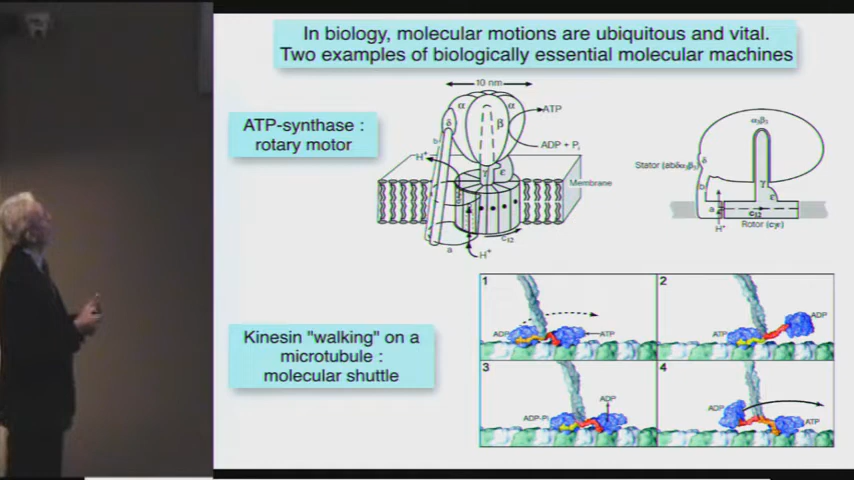 In biology, molecular motions are ubiquitous and vital.
Two examples of biologically essential molecular machines
ATP-synthase :
rotary motor
10 nm
α
α
ATP
δ
β
b
ADP + Pi
H+
γ
ε
Membrane
c12
a
H+
α3β3
Stator (abδα3β3)
δ
b
γ
ε
a
c12
H+
Rotor (c12γε)
Kinesin "walking" on a
microtubule :
molecular shuttle
1
ADP
ATP
2
ADP
ATP
3
ADP
ADP-Pi
4
ADP
ATP